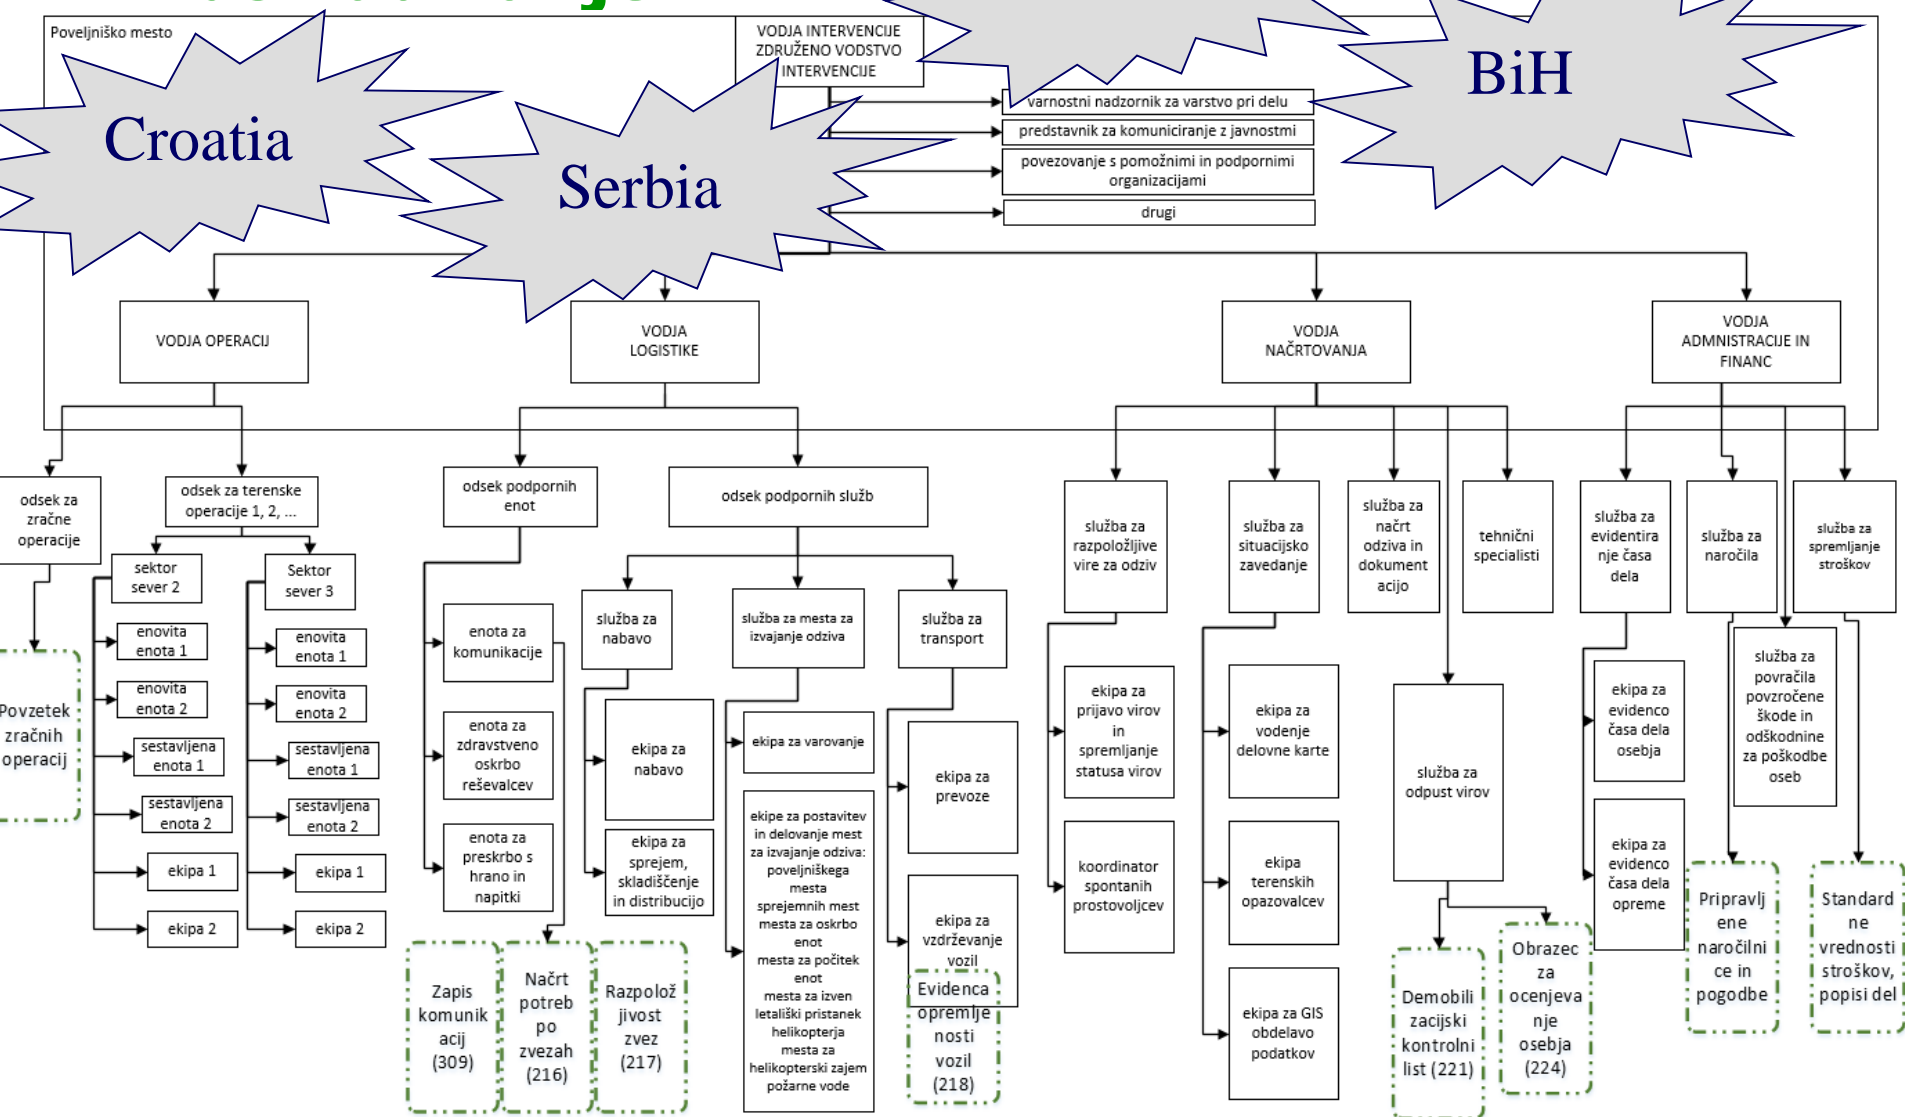 Poveljniško mesto
VODJA INTERVENCIJE
ZDRUŽENO VODSTVO
INTERVENCIJE
BiH
Croatia
Serbia
varnostni nadzornik za varstvo pri delu
predstavnik za komuniciranje z javnostmi
povezovanje s pomožnimi in podpornimi
organizacijami
drugi
VODJA OPERACIJ
VODJA
LOGISTIKE
VODJA
NAČRTOVANJA
VODJA
ADMNISTRACIJE IN
FINANC
odsek za
zračne
operacije
odsek za terenske
operacije 1, 2, ...
sektor
sever 2
Sektor
sever 3
enovita
enota 1
enovita
enota 2
sestavljena
enota 1
sestavljena
enota 2
ekipa 1
ekipa 2
enovita
enota 1
enovita
enota 2
sestavljena
enota 1
sestavljena
enota 2
ekipa 1
ekipa 2
Povzetek
zračnih
operacij
odsek podpornih
enot
odsek podpornih služb
enota za
komunikacije
enota za
zdravstveno
oskrbo
reševalcev
enota za
preskrbo s
hrano in
napitki
služba za
nabavo
služba za mesta za
izvajanje odziva
služba za
transport
ekipa za
nabavo
ekipa za
sprejem,
skladiščenje
in distribucijo
ekipa za varovanje
ekipe za postavitev
in delovanje mest
za izvajanje odziva:
poveljniškega
mesta
sprejemnih mest
mesta za oskrbo
enot
mesta za počitek
enot
mesta za izven
letališki pristanek
helikopterja
mesta za
helikopterski zajem
požarne vode
ekipa za
prevoze
ekipa za
vzdrževanje
vozil
Zapis
komunik
acij
(309)
Načrt
potreb
po
zvezah
(216)
Razpolož
jivost
zvez
(217)
Evidenca
opremlje
nosti
vozil
(218)
služba za
razpoložljive
vire za odziv
služba za
situacijsko
zavedanje
služba za
načrt
odziva in
dokument
acijo
tehnični
specialisti
ekipa za
prijavo virov
in
spremljanje
statusa virov
koordinator
spontanih
prostovoljcev
ekipa za
vodenje
delovne karte
ekipa
terenskih
opazovalcev
ekipa za GIS
obdelavo
podatkov
služba za
odpust virov
Demobili
zacijski
kontrolni
list (221)
Obrazec
za
ocenjeva
nje
osebja
(224)
služba za
evidentira
nje časa
dela
služba za
naročila
služba za
spremljanje
stroškov
ekipa za
evidenco
časa dela
osebja
ekipa za
evidenco
časa dela
opreme
služba za
povračila
povzročene
škode in
odškodnine
za poškodbe
oseb
Pripravlj
ene
naročilni
ce in
pogodbe
Standard
ne
vrednosti
stroškov,
popisi del